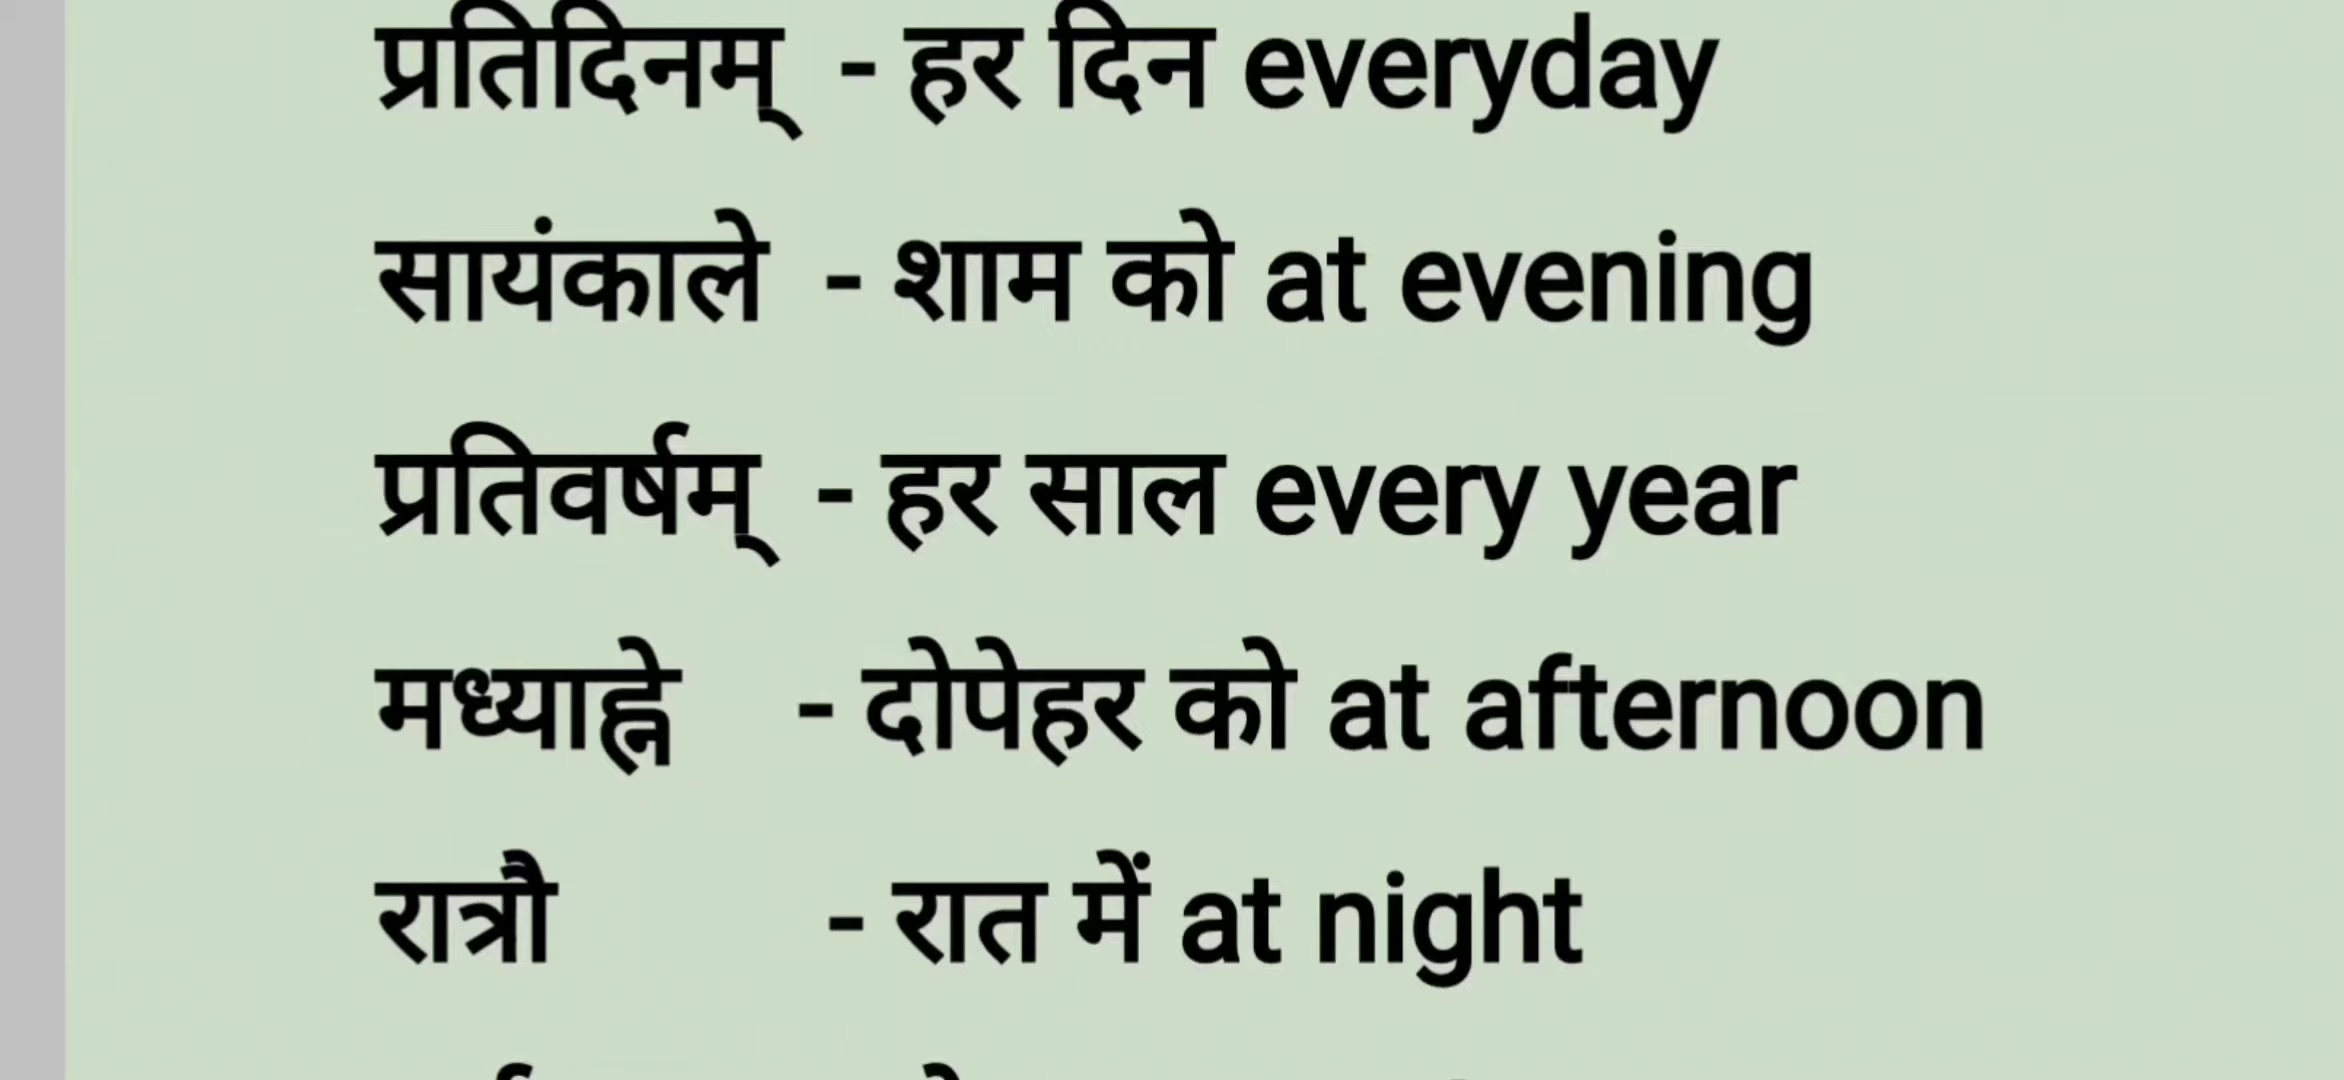 प्रतिदिनम् - हर दिन everyday
सायंकाले - शाम को at evening
प्रतिवर्षम् - हर साल every year
मध्याह्ने - दोपेहर को at afternoon
रात्रौ - रात में at night